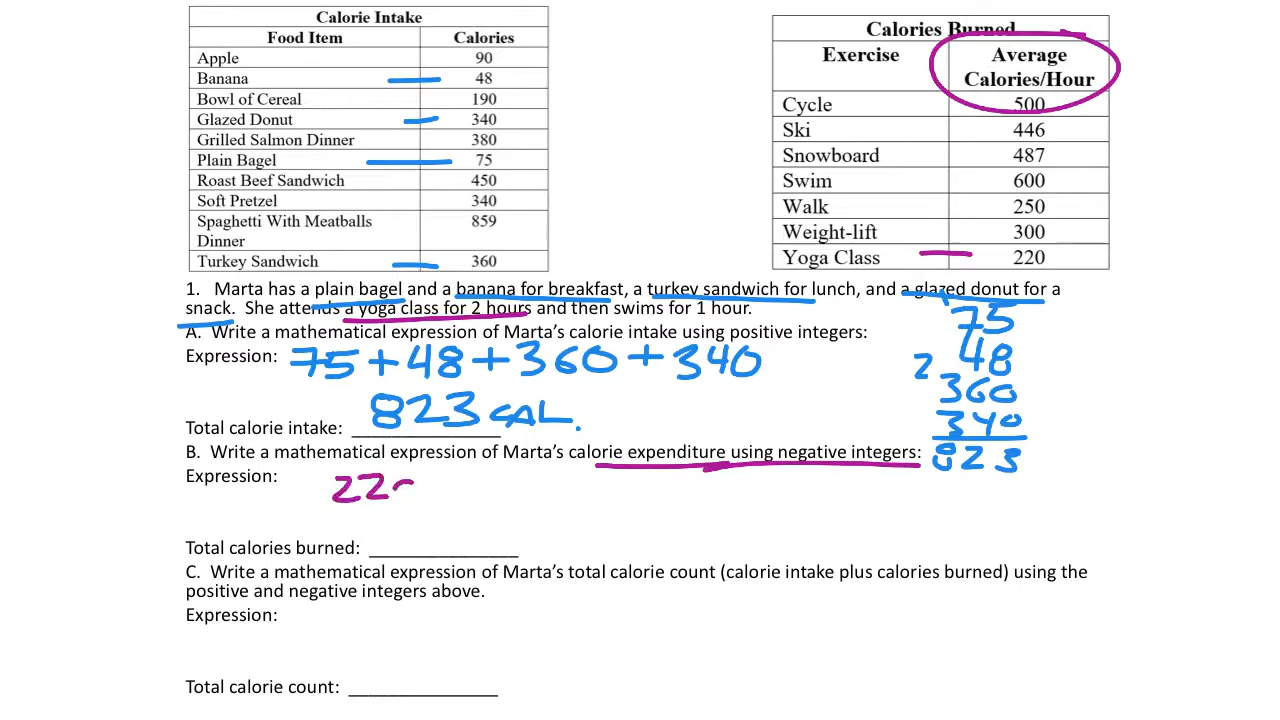 Calorie Intake
Food Item Calories
Apple 90
Banana 48
Bowl of Cereal 190
Glazed Donut 340
Grilled Salmon Dinner 380
Plain Bagel 75
Roast Beef Sandwich 450
Soft Pretzel 340
Spaghetti With Meatballs 859
Dinner
Turkey Sandwich 360
Calories Burned
Exercise Average
Calories/Hour
Cycle 500
Ski 446
Snowboard 487
Swim 600
Walk 250
Weight-lift 300
Yoga Class 220
1. Marta has a plain bagel and a banana for breakfast, a turkey sandwich for lunch, and a glazed donut for a
snack. She attends a yoga class for 2 hours and then swims for 1 hour.
A. Write a mathematical expression of Marta’s calorie intake using positive integers:
Expression: 75 + 48 + 360 + 340
75
48
2
360
340
823
823 CAL.
Total calorie intake: _______________
B. Write a mathematical expression of Marta’s calorie expenditure using negative integers:
Expression: 22
Total calories burned: _______________
C. Write a mathematical expression of Marta’s total calorie count (calorie intake plus calories burned) using the
positive and negative integers above.
Expression:
Total calorie count: _______________